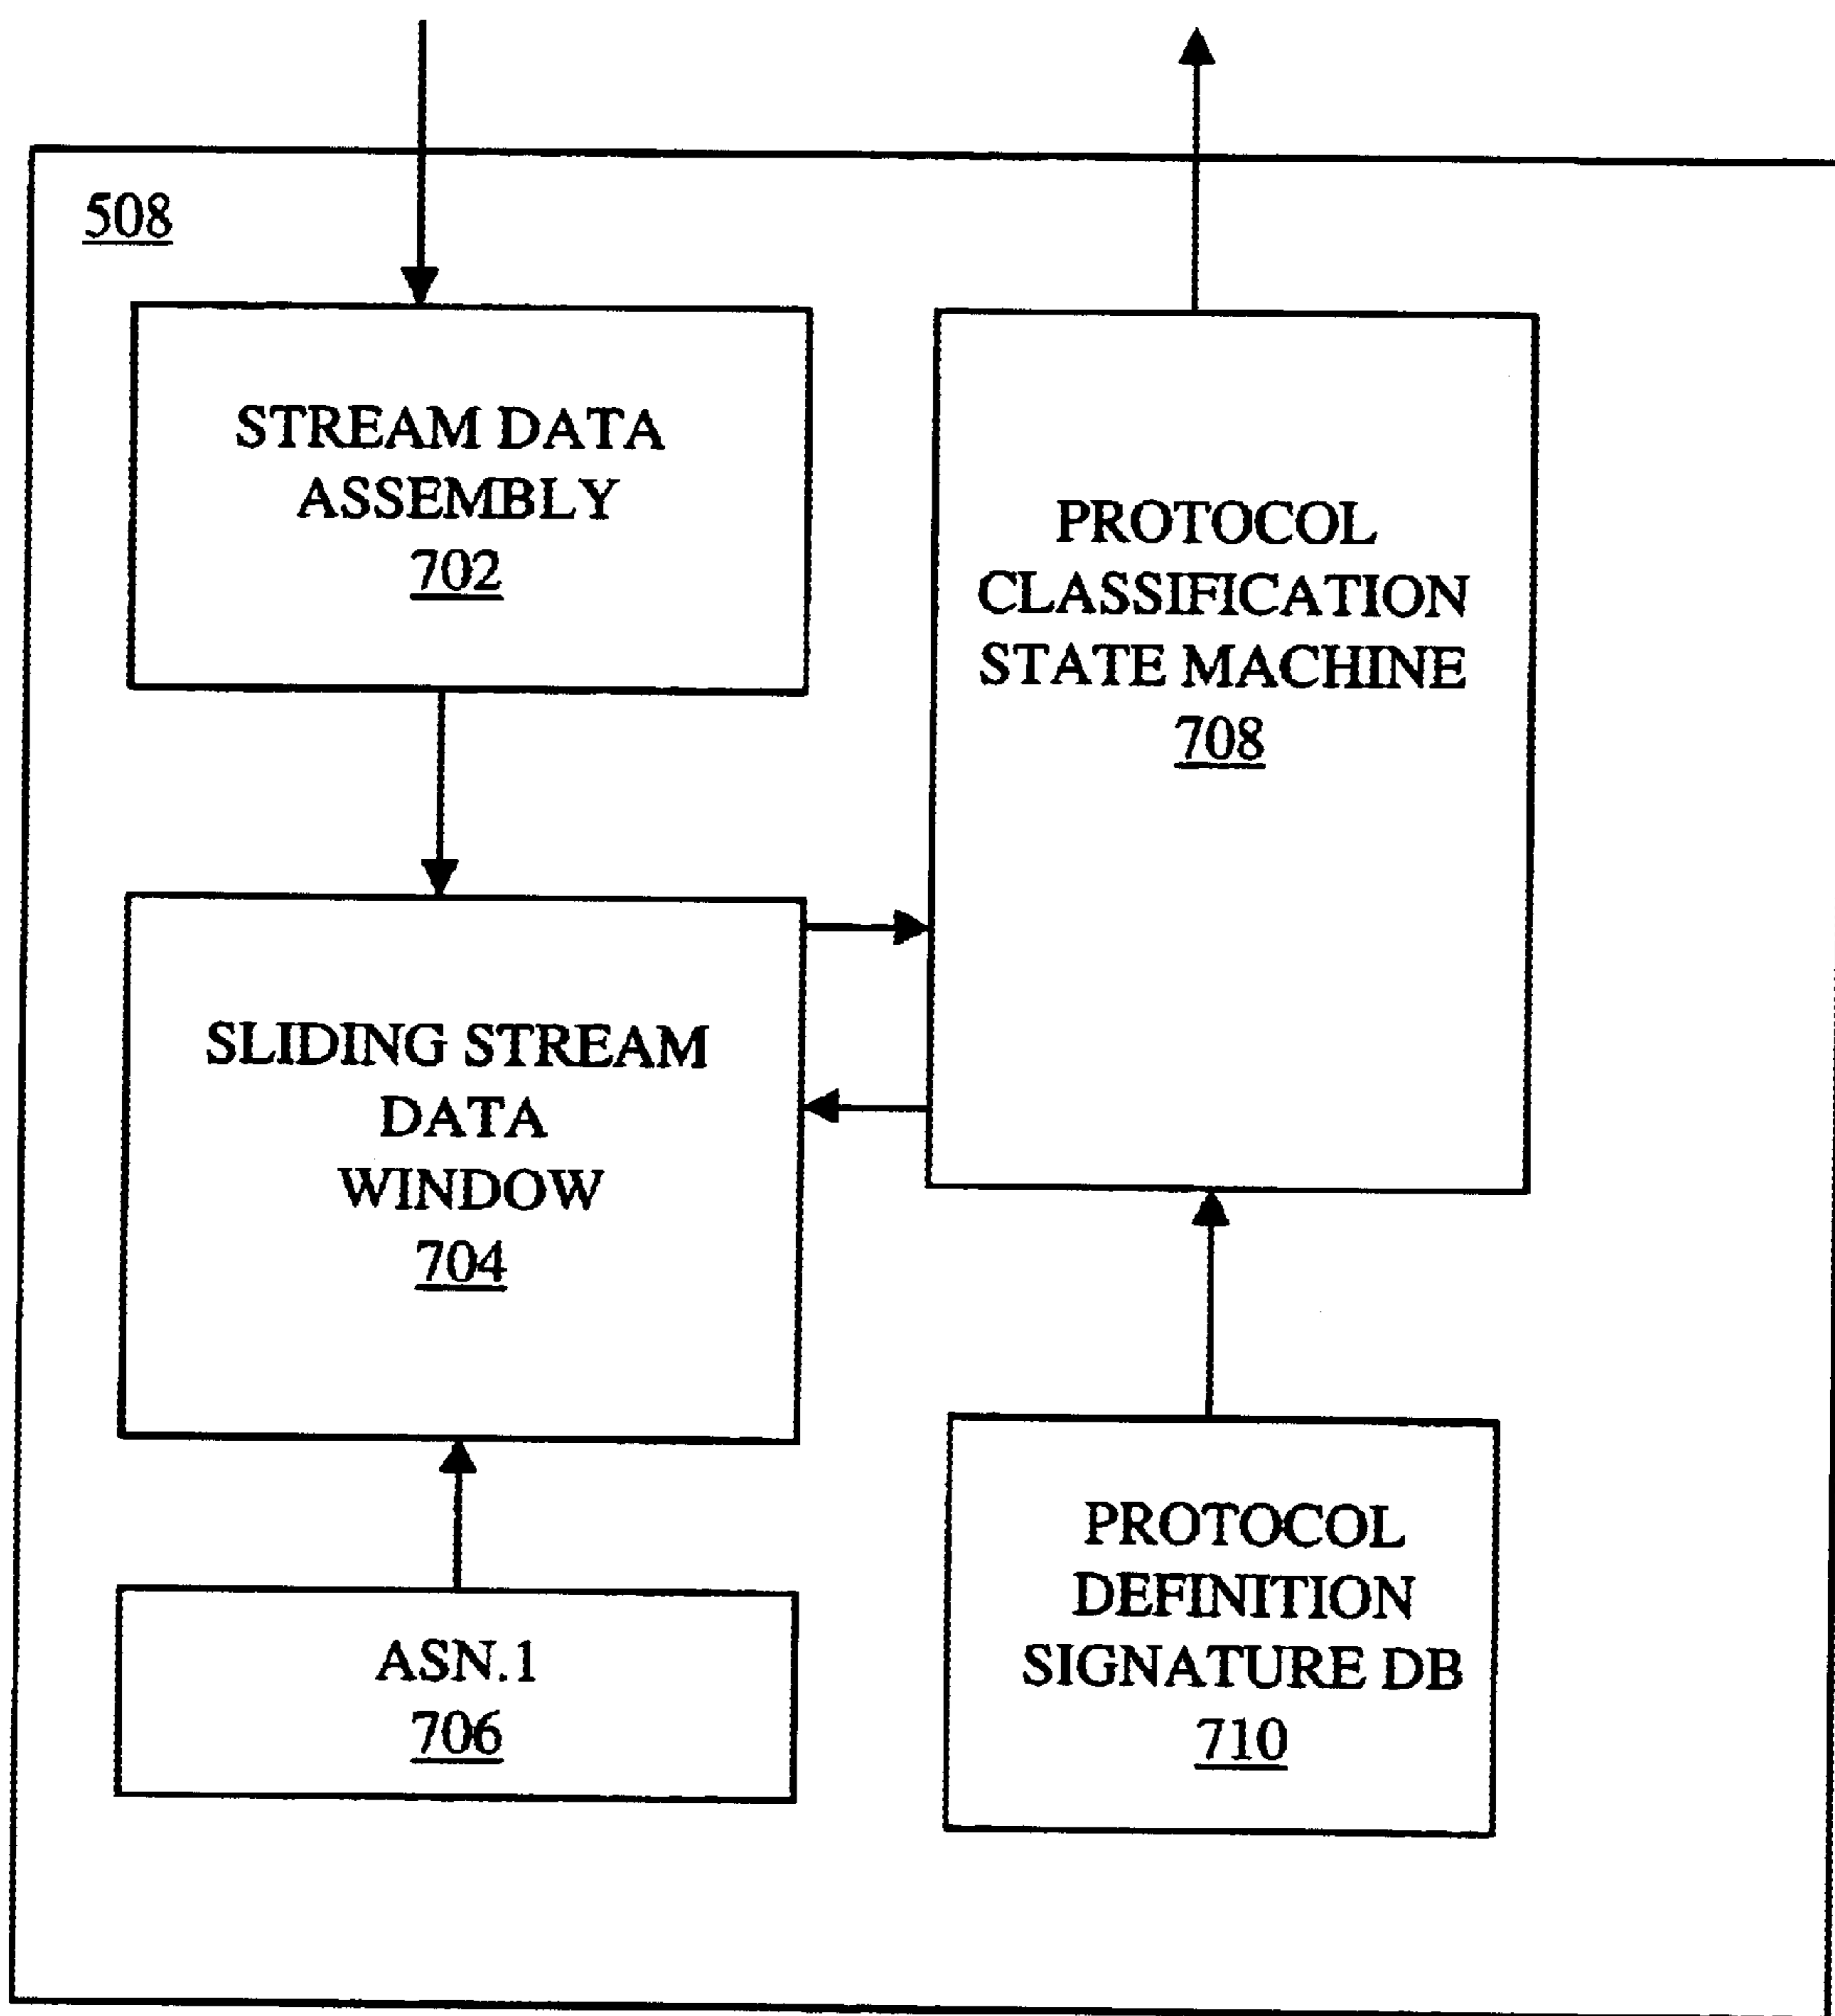 508
STREAM DATA
ASSEMBLY
702
PROTOCOL
CLASSIFICATION
STATE MACHINE
708
SLIDING STREAM
DATA
WINDOW
704
ASN.1
706
PROTOCOL
DEFINITION
SIGNATURE DB
710